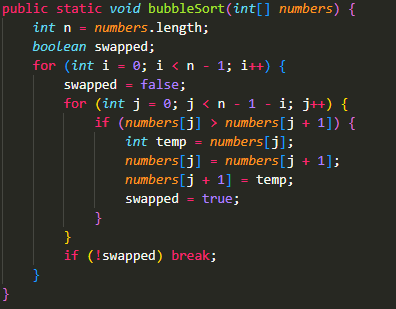 public static void bubbleSort(int[] numbers) {
    int n = numbers.length;
    boolean swapped;
    for (int i = 0; i < n - 1; i++) {
        swapped = false;
        for (int j = 0; j < n - 1 - i; j++) {
            if (numbers[j] > numbers[j + 1]) {
                int temp = numbers[j];
                numbers[j] = numbers[j + 1];
                numbers[j + 1] = temp;
                swapped = true;
            }
        }
        if (!swapped) break;
    }
}